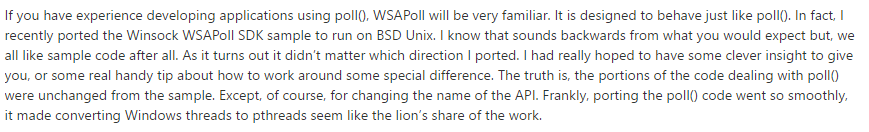 If you have experience developing applications using poll(), WSAPoll will be very familiar. It is designed to behave just like poll(). In fact, I
recently ported the Winsock WSAPoll SDK sample to run on BSD Unix. I know that sounds backwards from what you would expect but, we
all like sample code after all. As it turns out it didn't matter which direction I ported. I had really hoped to have some clever insight to give
you, or some real handy tip about how to work around some special difference. The truth is, the portions of the code dealing with poll()
were unchanged from the sample. Except, of course, for changing the name of the API. Frankly, porting the poll() code went so smoothly,
it made converting Windows threads to pthreads seem like the lion's share of the work.